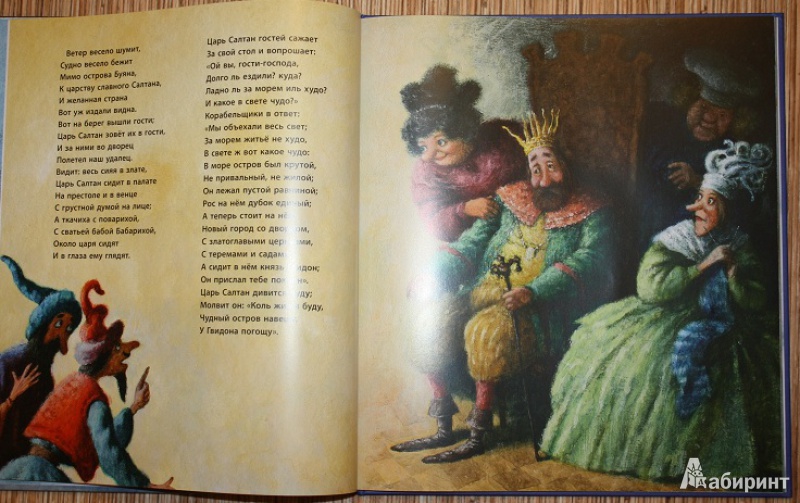 Ветер весело шумит,
Судно весело бежит
Мимо острова Буяна,
К царству славного Салтана,
И желанная страна
Вот уж издали видна.
Вот на берег вышли гости;
Царь Салтан зовёт их в гости,
И за ними во дворец
Полетел наш удалец.
Видит: весь сияя в злате,
Царь Салтан сидит в палате
На престоле и в венце
С грустной думой на лице;
А ткачиха с поварихой,
С сватьей бабой Бабарихой,
Около царя сидят
И в глаза ему глядят.
Царь Салтан гостей сажает
За свой стол и вопрошает:
«Ой вы, гости-господа,
Долго ль ездили? куда?
Ладно ль за морем иль худо?
И какое в свете чудо?»
Корабельщики в ответ:
«Мы объехали весь свет;
За морем житьё не худо,
В свете ж вот какое чудо:
В море остров был крутой,
Не привальный, не жилой;
Он лежал пустой равниной;
Рос на нём дубок единый;
А теперь стоит на нём
Новый город со дворцом,
С златоглавыми церквами,
С теремами и садами,
А сидит в нём князь Гвидон;
Он прислал тебе поклон».
Царь Салтан дивится чуду;
Молвит он: «Коль жив я буду,
Чудный остров навещу,
У Гвидона погощу».
Лабиринт